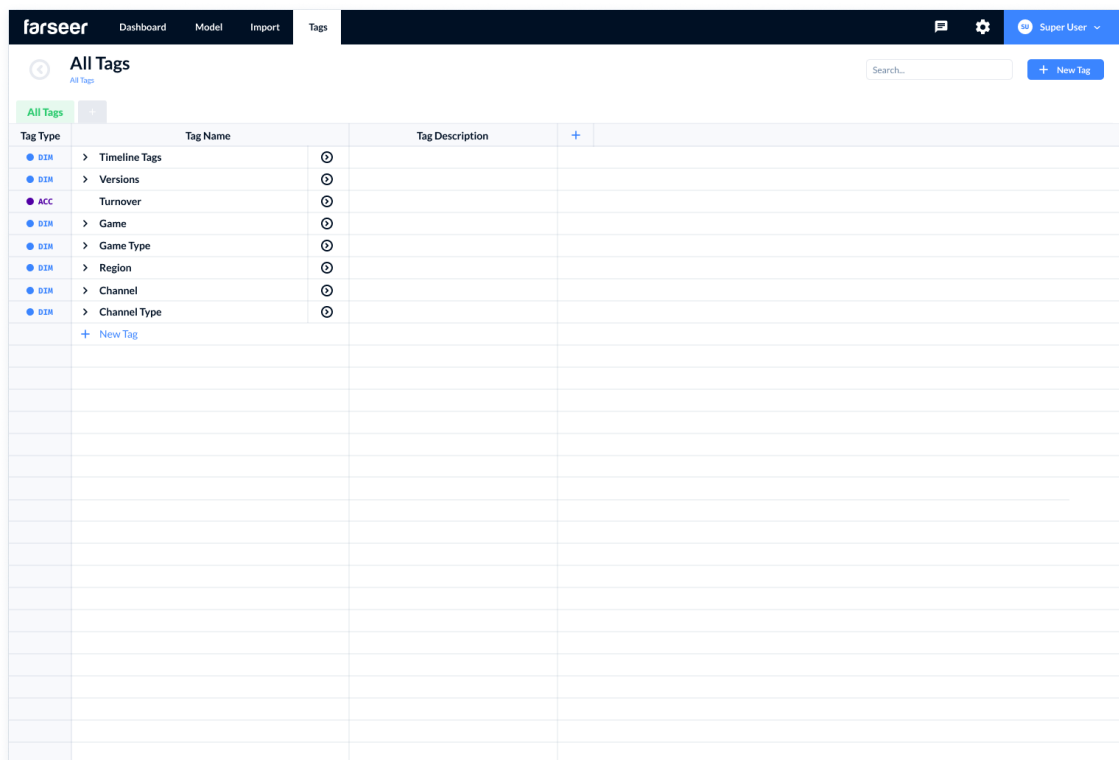 farseer Dashboard Model Import Tags SU Super User
All Tags
All Tags
Search...
+ New Tag
All Tags +
Tag Type Tag Name Tag Description +
DIM Timeline Tags
DIM Versions
ACC Turnover
DIM Game
DIM Game Type
DIM Region
DIM Channel
DIM Channel Type
+ New Tag